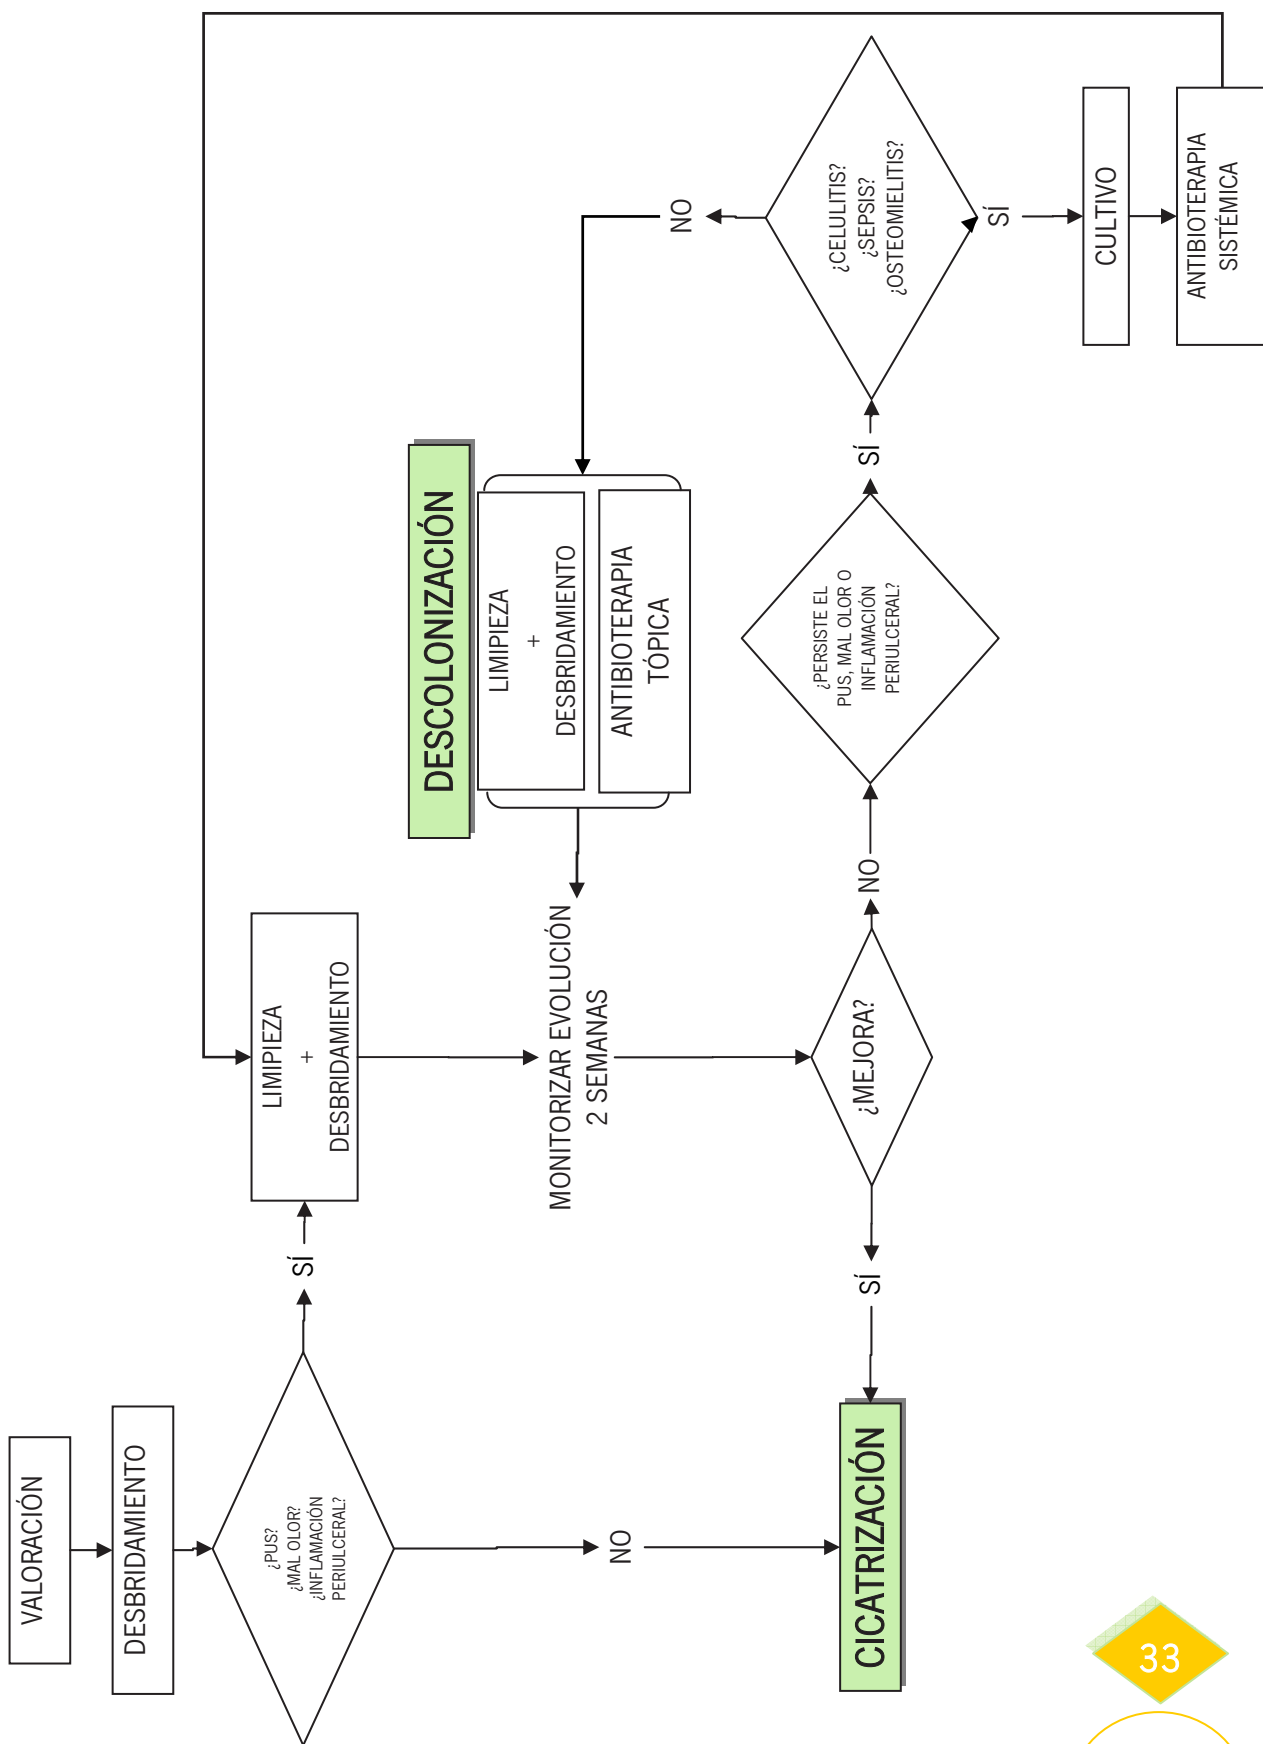 VALORACIÓN
DESBRIDAMIENTO
¿PUS?
¿MAL OLOR?
¿INFLAMACIÓN
PERIULCERAL?
SÍ
NO
LIMIPIEZA
+
DESBRIDAMIENTO
MONITORIZAR EVOLUCIÓN
2 SEMANAS
DESCOLONIZACIÓN
LIMIPIEZA
+
DESBRIDAMIENTO
ANTIBIOTERAPIA
TÓPICA
¿MEJORA?
SÍ
NO
CICATRIZACIÓN
¿PERSISTE EL
PUS, MAL OLOR O
INFLAMACIÓN
PERIULCERAL?
SÍ
¿CELULITIS?
¿SEPSIS?
¿OSTEOMIELITIS?
NO
SÍ
CULTIVO
ANTIBIOTERAPIA
SISTÉMICA
33